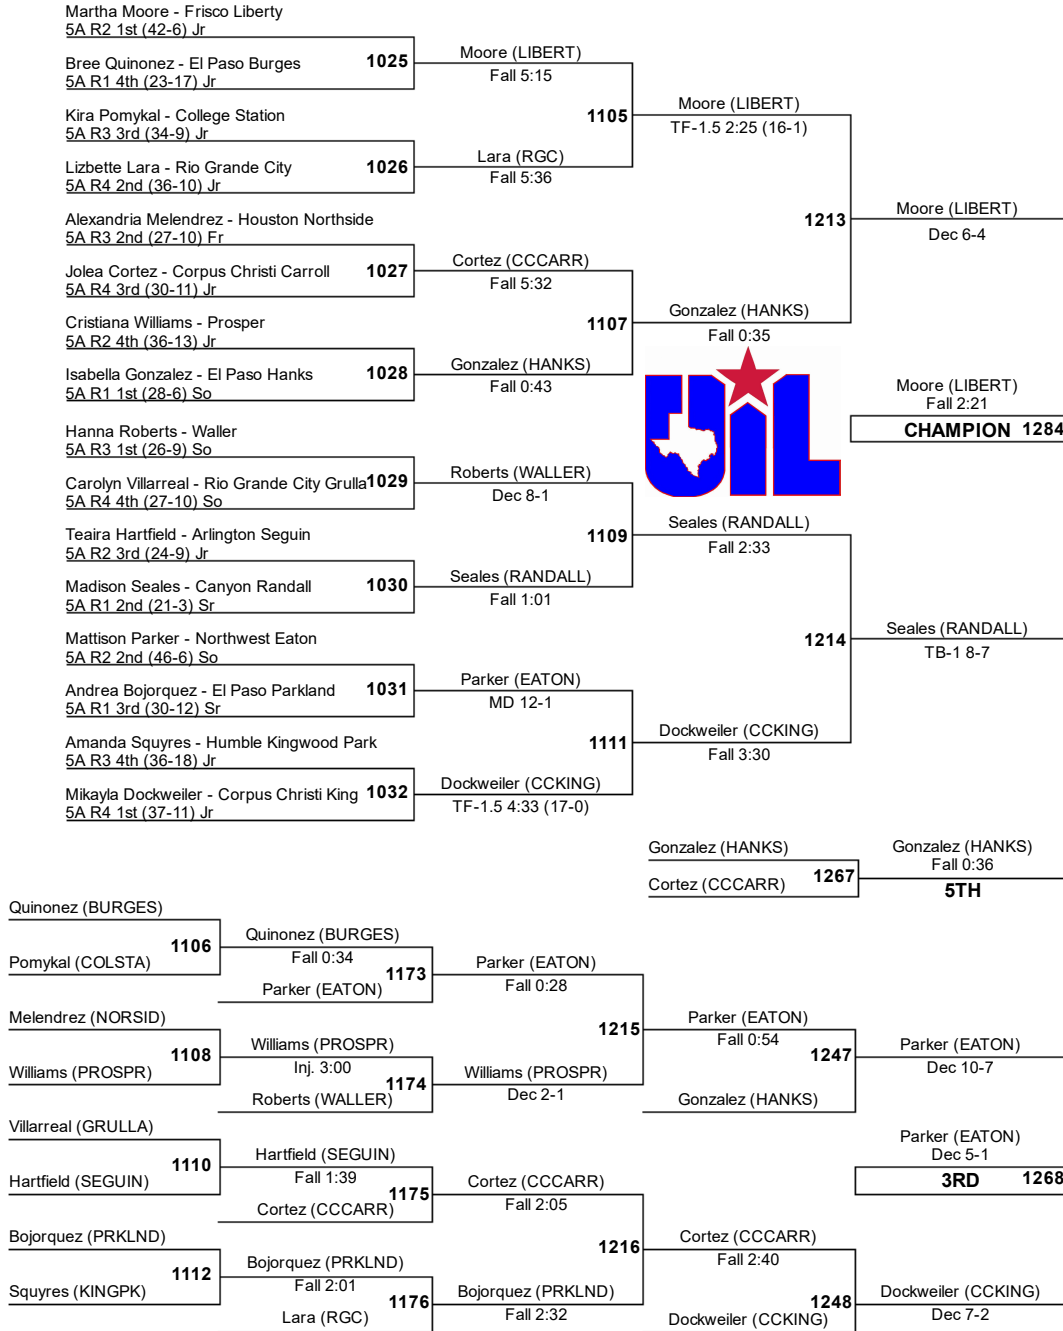 Martha Moore - Frisco Liberty
5A R2 1st (42-6) Jr
1025
Bree Quinonez - El Paso Burges
5A R1 4th (23-17) Jr
Moore (LIBERT)
Fall 5:15
Kira Pomykal - College Station
5A R3 3rd (34-9) Jr
1026
Lizbette Lara - Rio Grande City
5A R4 2nd (36-10) Jr
Lara (RGC)
Fall 5:36
1105
Moore (LIBERT)
TF-1.5 2:25 (16-1)
Alexandria Melendrez - Houston Northside
5A R3 2nd (27-10) Fr
1027
Jolea Cortez - Corpus Christi Carroll
5A R4 3rd (30-11) Jr
Cortez (CCCARR)
Fall 5:32
Cristiana Williams - Prosper
5A R2 4th (36-13) Jr
1028
Isabella Gonzalez - El Paso Hanks
5A R1 1st (28-6) So
Gonzalez (HANKS)
Fall 0:43
1107
Gonzalez (HANKS)
Fall 0:35
1213
Moore (LIBERT)
Dec 6-4
UIL
Moore (LIBERT)
Fall 2:21
CHAMPION 1284
Hanna Roberts - Waller
5A R3 1st (26-9) So
1029
Carolyn Villarreal - Rio Grande City Grulla
5A R4 4th (27-10) So
Roberts (WALLER)
Dec 8-1
Teaira Hartfield - Arlington Seguin
5A R2 3rd (24-9) Jr
1030
Madison Seales - Canyon Randall
5A R1 2nd (21-3) Sr
Seales (RANDALL)
Fall 1:01
1109
Seales (RANDALL)
Fall 2:33
Mattison Parker - Northwest Eaton
5A R2 2nd (46-6) So
1031
Andrea Bojorquez - El Paso Parkland
5A R1 3rd (30-12) Sr
Parker (EATON)
MD 12-1
Amanda Squyres - Humble Kingwood Park
5A R3 4th (36-18) Jr
1032
Mikayla Dockweiler - Corpus Christi King
5A R4 1st (37-11) Jr
Dockweiler (CCKING)
TF-1.5 4:33 (17-0)
1111
Dockweiler (CCKING)
Fall 3:30
1214
Seales (RANDALL)
TB-1 8-7
Gonzalez (HANKS)
1267
Cortez (CCCARR)
Gonzalez (HANKS)
Fall 0:36
5TH
Quinonez (BURGES)
1106
Pomykal (COLSTA)
Quinonez (BURGES)
Fall 0:34
1173
Parker (EATON)
Parker (EATON)
Fall 0:28
Melendrez (NORSID)
1108
Williams (PROSPR)
Williams (PROSPR)
Inj. 3:00
1174
Roberts (WALLER)
Williams (PROSPR)
Dec 2-1
1215
Parker (EATON)
Fall 0:54
1247
Gonzalez (HANKS)
Parker (EATON)
Dec 10-7
Villarreal (GRULLA)
1110
Hartfield (SEGUIN)
Hartfield (SEGUIN)
Fall 1:39
1175
Cortez (CCCARR)
Cortez (CCCARR)
Fall 2:05
Parker (EATON)
Dec 5-1
3RD 1268
Bojorquez (PRKLND)
1112
Squyres (KINGPK)
Bojorquez (PRKLND)
Fall 2:01
1176
Lara (RGC)
Bojorquez (PRKLND)
Fall 2:32
1216
Cortez (CCCARR)
Fall 2:40
1248
Dockweiler (CCKING)
Dockweiler (CCKING)
Dec 7-2